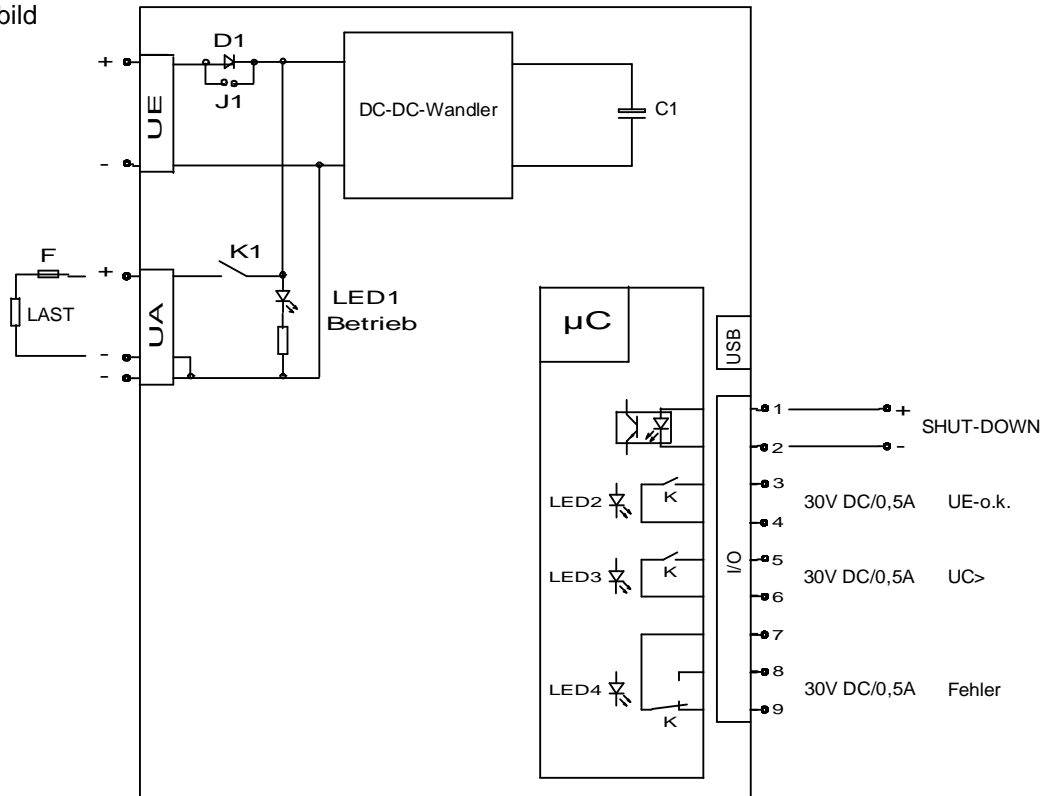 bild
D1
+
J1
UE
-
DC-DC-Wandler
C1
F
+
K1
LAST
UA
LED1
Betrieb
-
-
µC
USB
1
+
SHUT-DOWN
2
-
3
LED2
K
30V DC/0,5A
UE-o.k.
4
I/O
5
LED3
K
30V DC/0,5A
UC>
6
7
8
LED4
30V DC/0,5A
Fehler
K
9